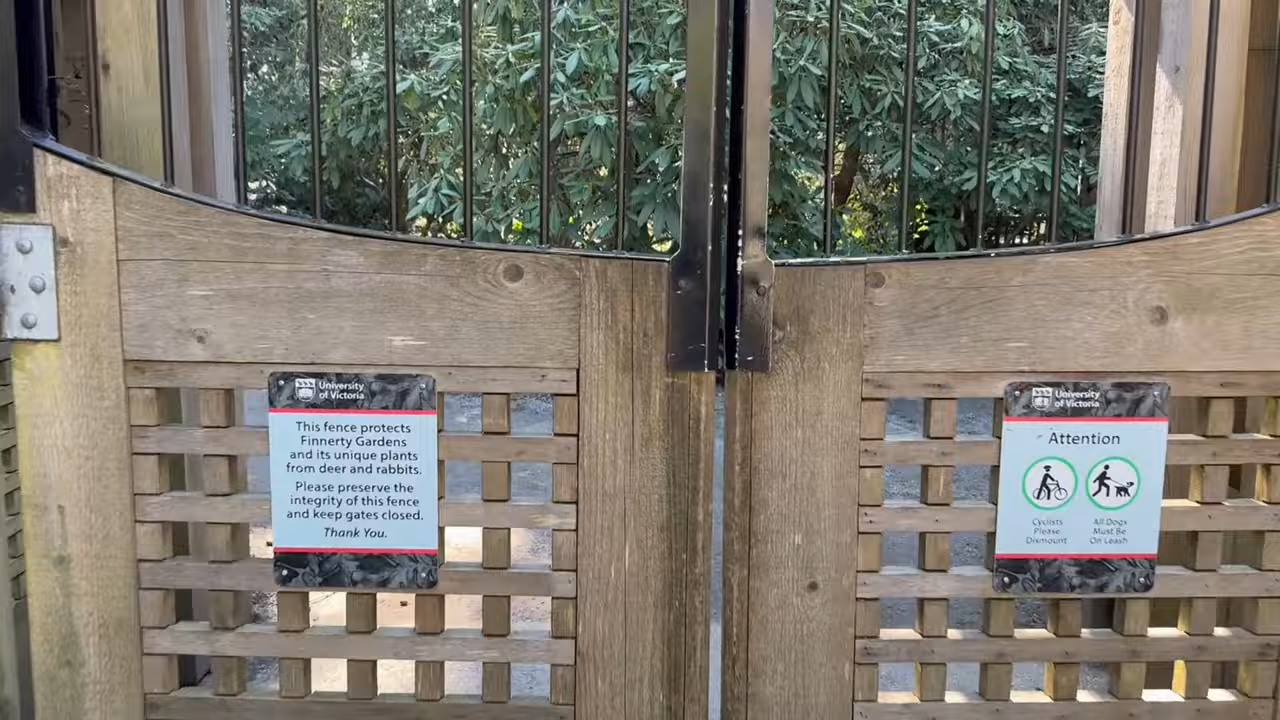 University
of Victoria
This fence protects
Finnerty Gardens
and its unique plants
from deer and rabbits.
Please preserve the
integrity of this fence
and keep gates closed.
Thank You.
University
of Victoria
Attention
Cyclists
Please
Dismount
All Dogs
Must Be
On Leash